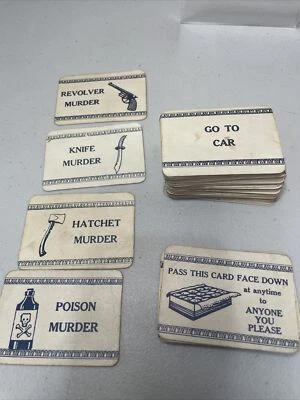 REVOLVER
MURDER
KNIFE
MURDER
HATCHET
MURDER
POISON
MURDER
GO TO
CAR
PASS THIS CARD FACE DOWN
at anytime
to
ANYONE
YOU
PLEASE